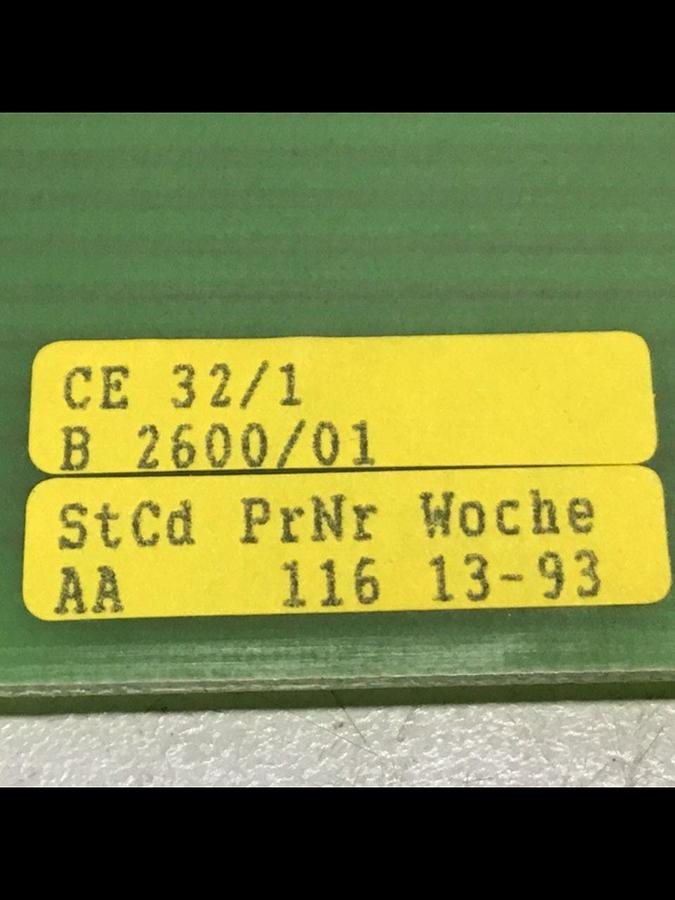 CE 32/1
B 2600/01
StCd PrNr Woche
AA 116 13-93